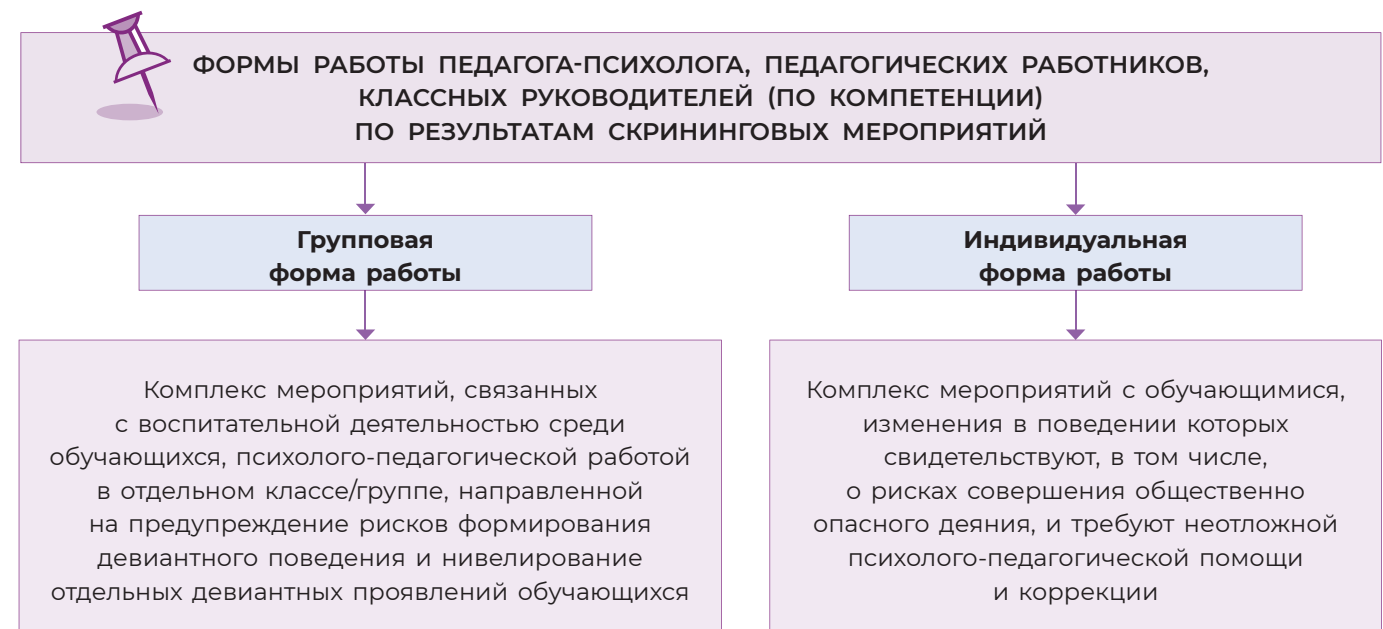 ФОРМЫ РАБОТЫ ПЕДАГОГА-ПСИХОЛОГА, ПЕДАГОГИЧЕСКИХ РАБОТНИКОВ,
КЛАССНЫХ РУКОВОДИТЕЛЕЙ (ПО КОМПЕТЕНЦИИ)
ПО РЕЗУЛЬТАТАМ СКРИНИНГОВЫХ МЕРОПРИЯТИЙ
Групповая
форма работы
Комплекс мероприятий, связанных
с воспитательной деятельностью среди
обучающихся, психолого-педагогической работой
в отдельном классе/группе, направленной
на предупреждение рисков формирования
девиантного поведения и нивелирование
отдельных девиантных проявлений обучающихся
Индивидуальная
форма работы
Комплекс мероприятий с обучающимися,
изменения в поведении которых
свидетельствуют, в том числе,
о рисках совершения общественно
опасного деяния, и требуют неотложной
психолого-педагогической помощи
и коррекции